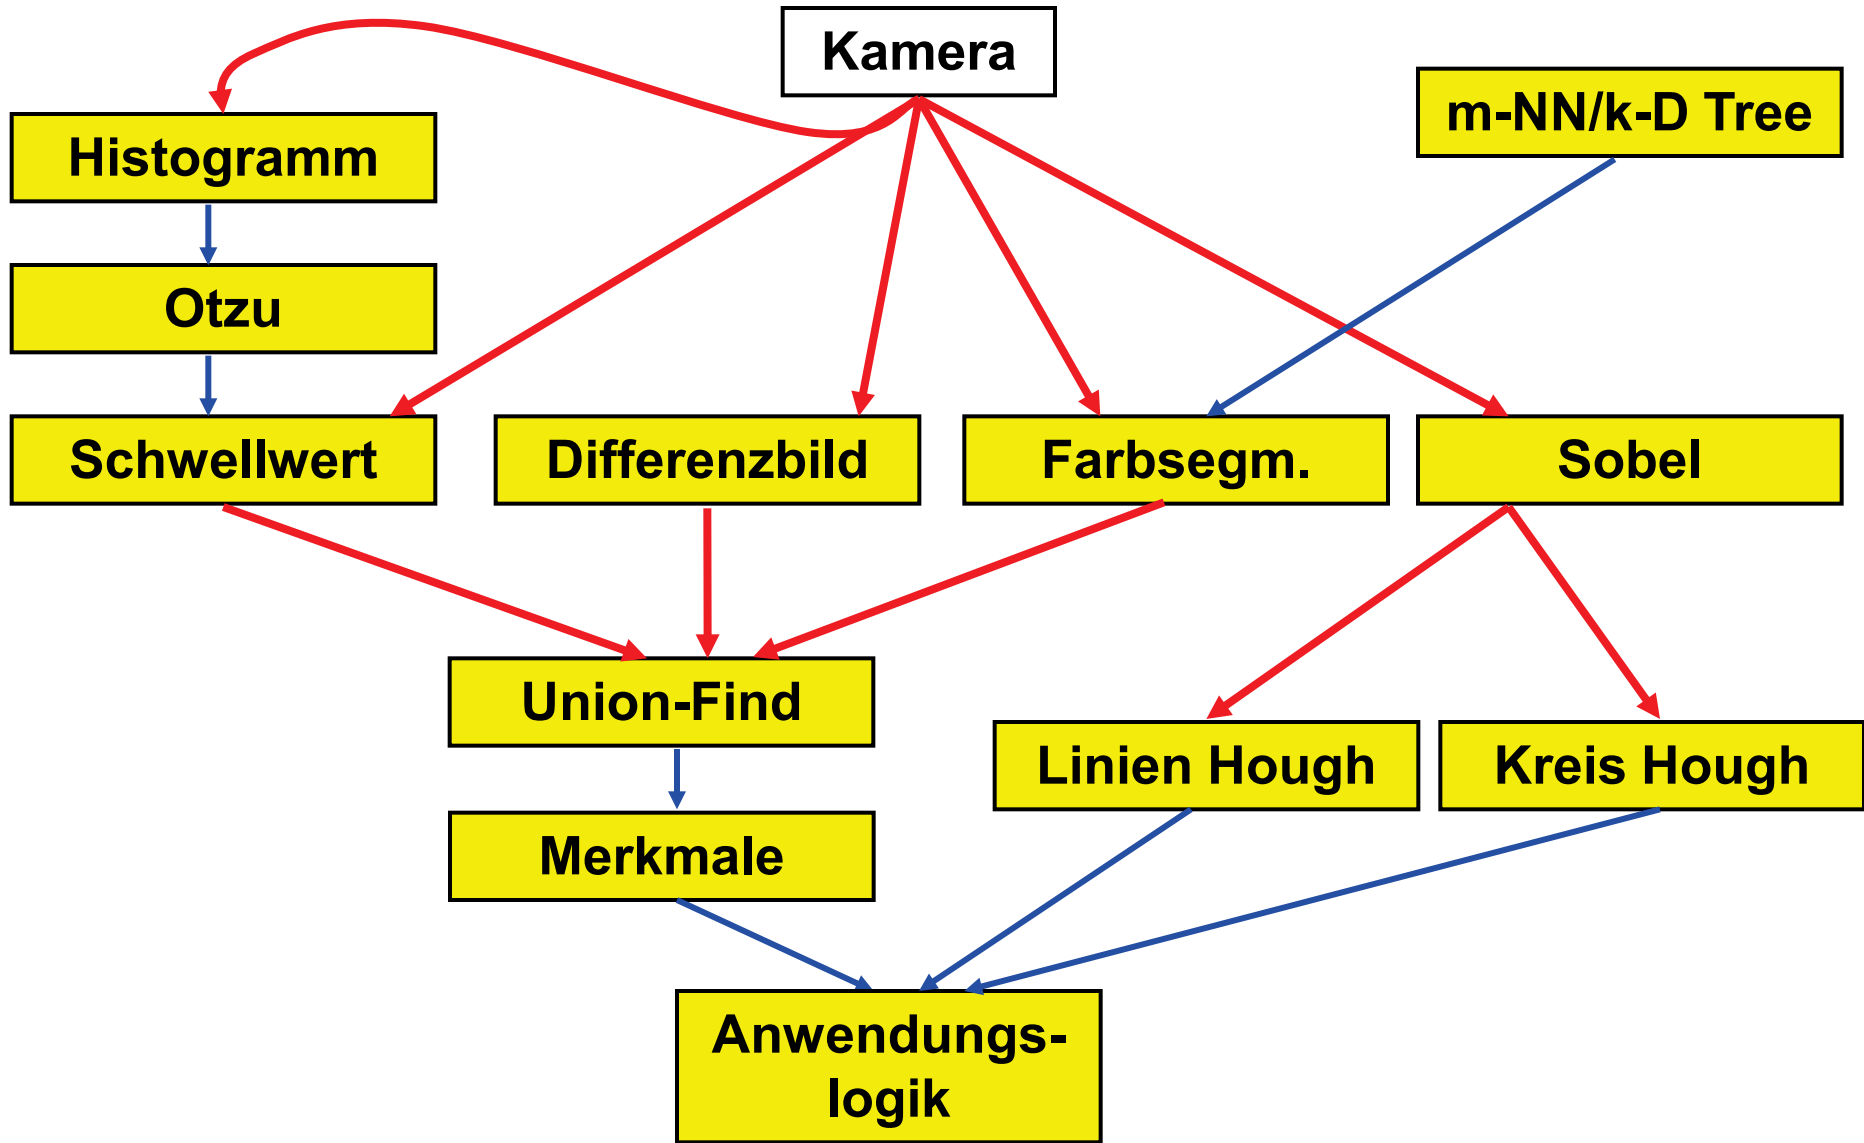 Kamera
m-NN/k-D Tree
Histogramm
Otzu
Schwellwert
Differenzbild
Farbsegm.
Sobel
Union-Find
Linien Hough
Kreis Hough
Merkmale
Anwendungs-
logik